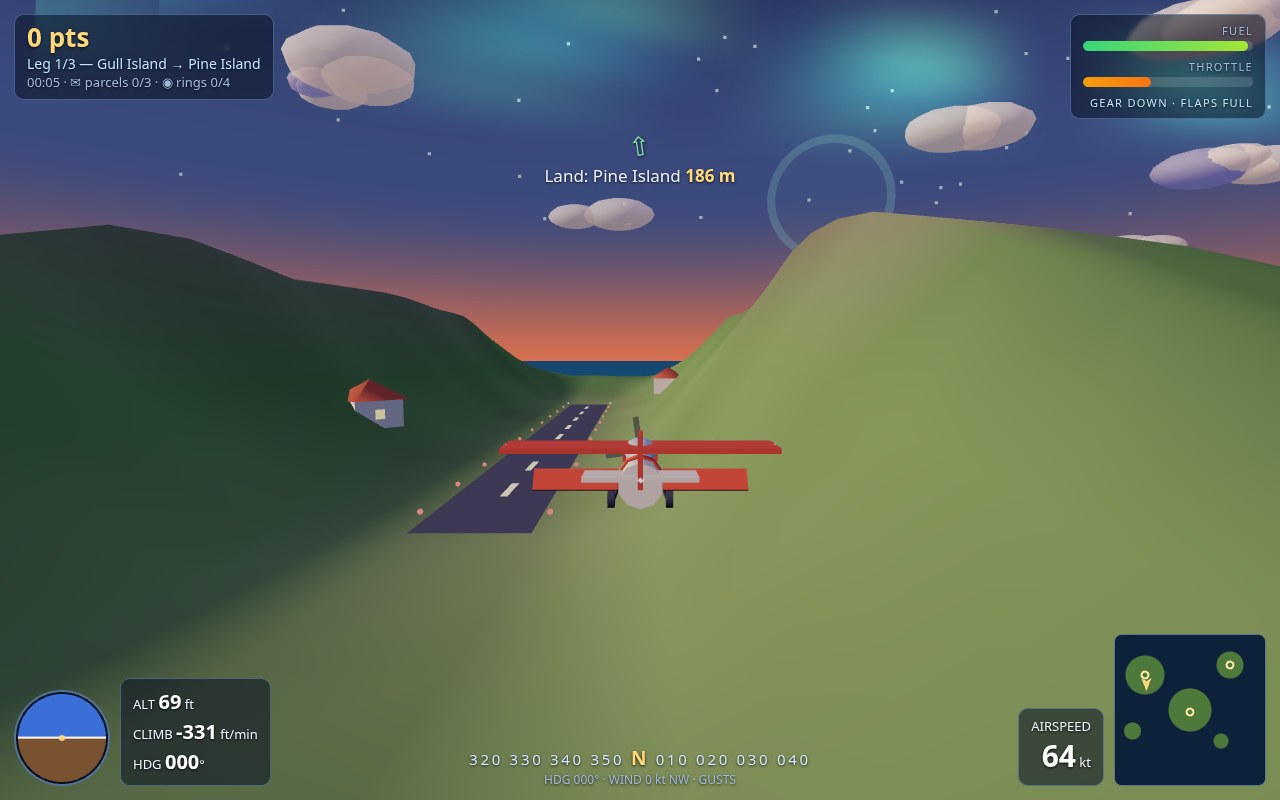 0 pts
Leg 1/3 — Gull Island → Pine Island
00:05 · ✉ parcels 0/3 · ◉ rings 0/4
FUEL
THROTTLE
GEAR DOWN · FLAPS FULL
⇧
Land: Pine Island 186 m
ALT 69 ft
CLIMB -331 ft/min
HDG 000°
320 330 340 350 N 010 020 030 040
HDG 000° · WIND 0 kt NW · GUSTS
AIRSPEED
64 kt